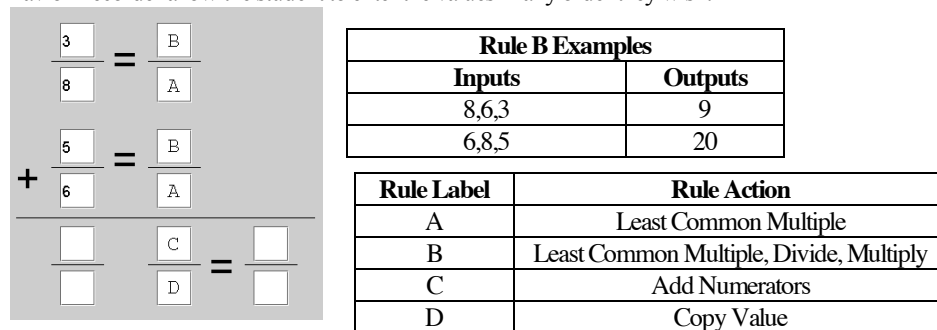 3 = B
8 A
5 = B
+
6 A
C =
D
Rule B Examples
Inputs Outputs
8,6,3 9
6,8,5 20
Rule Label Rule Action
A Least Common Multiple
B Least Common Multiple, Divide, Multiply
C Add Numerators
D Copy Value